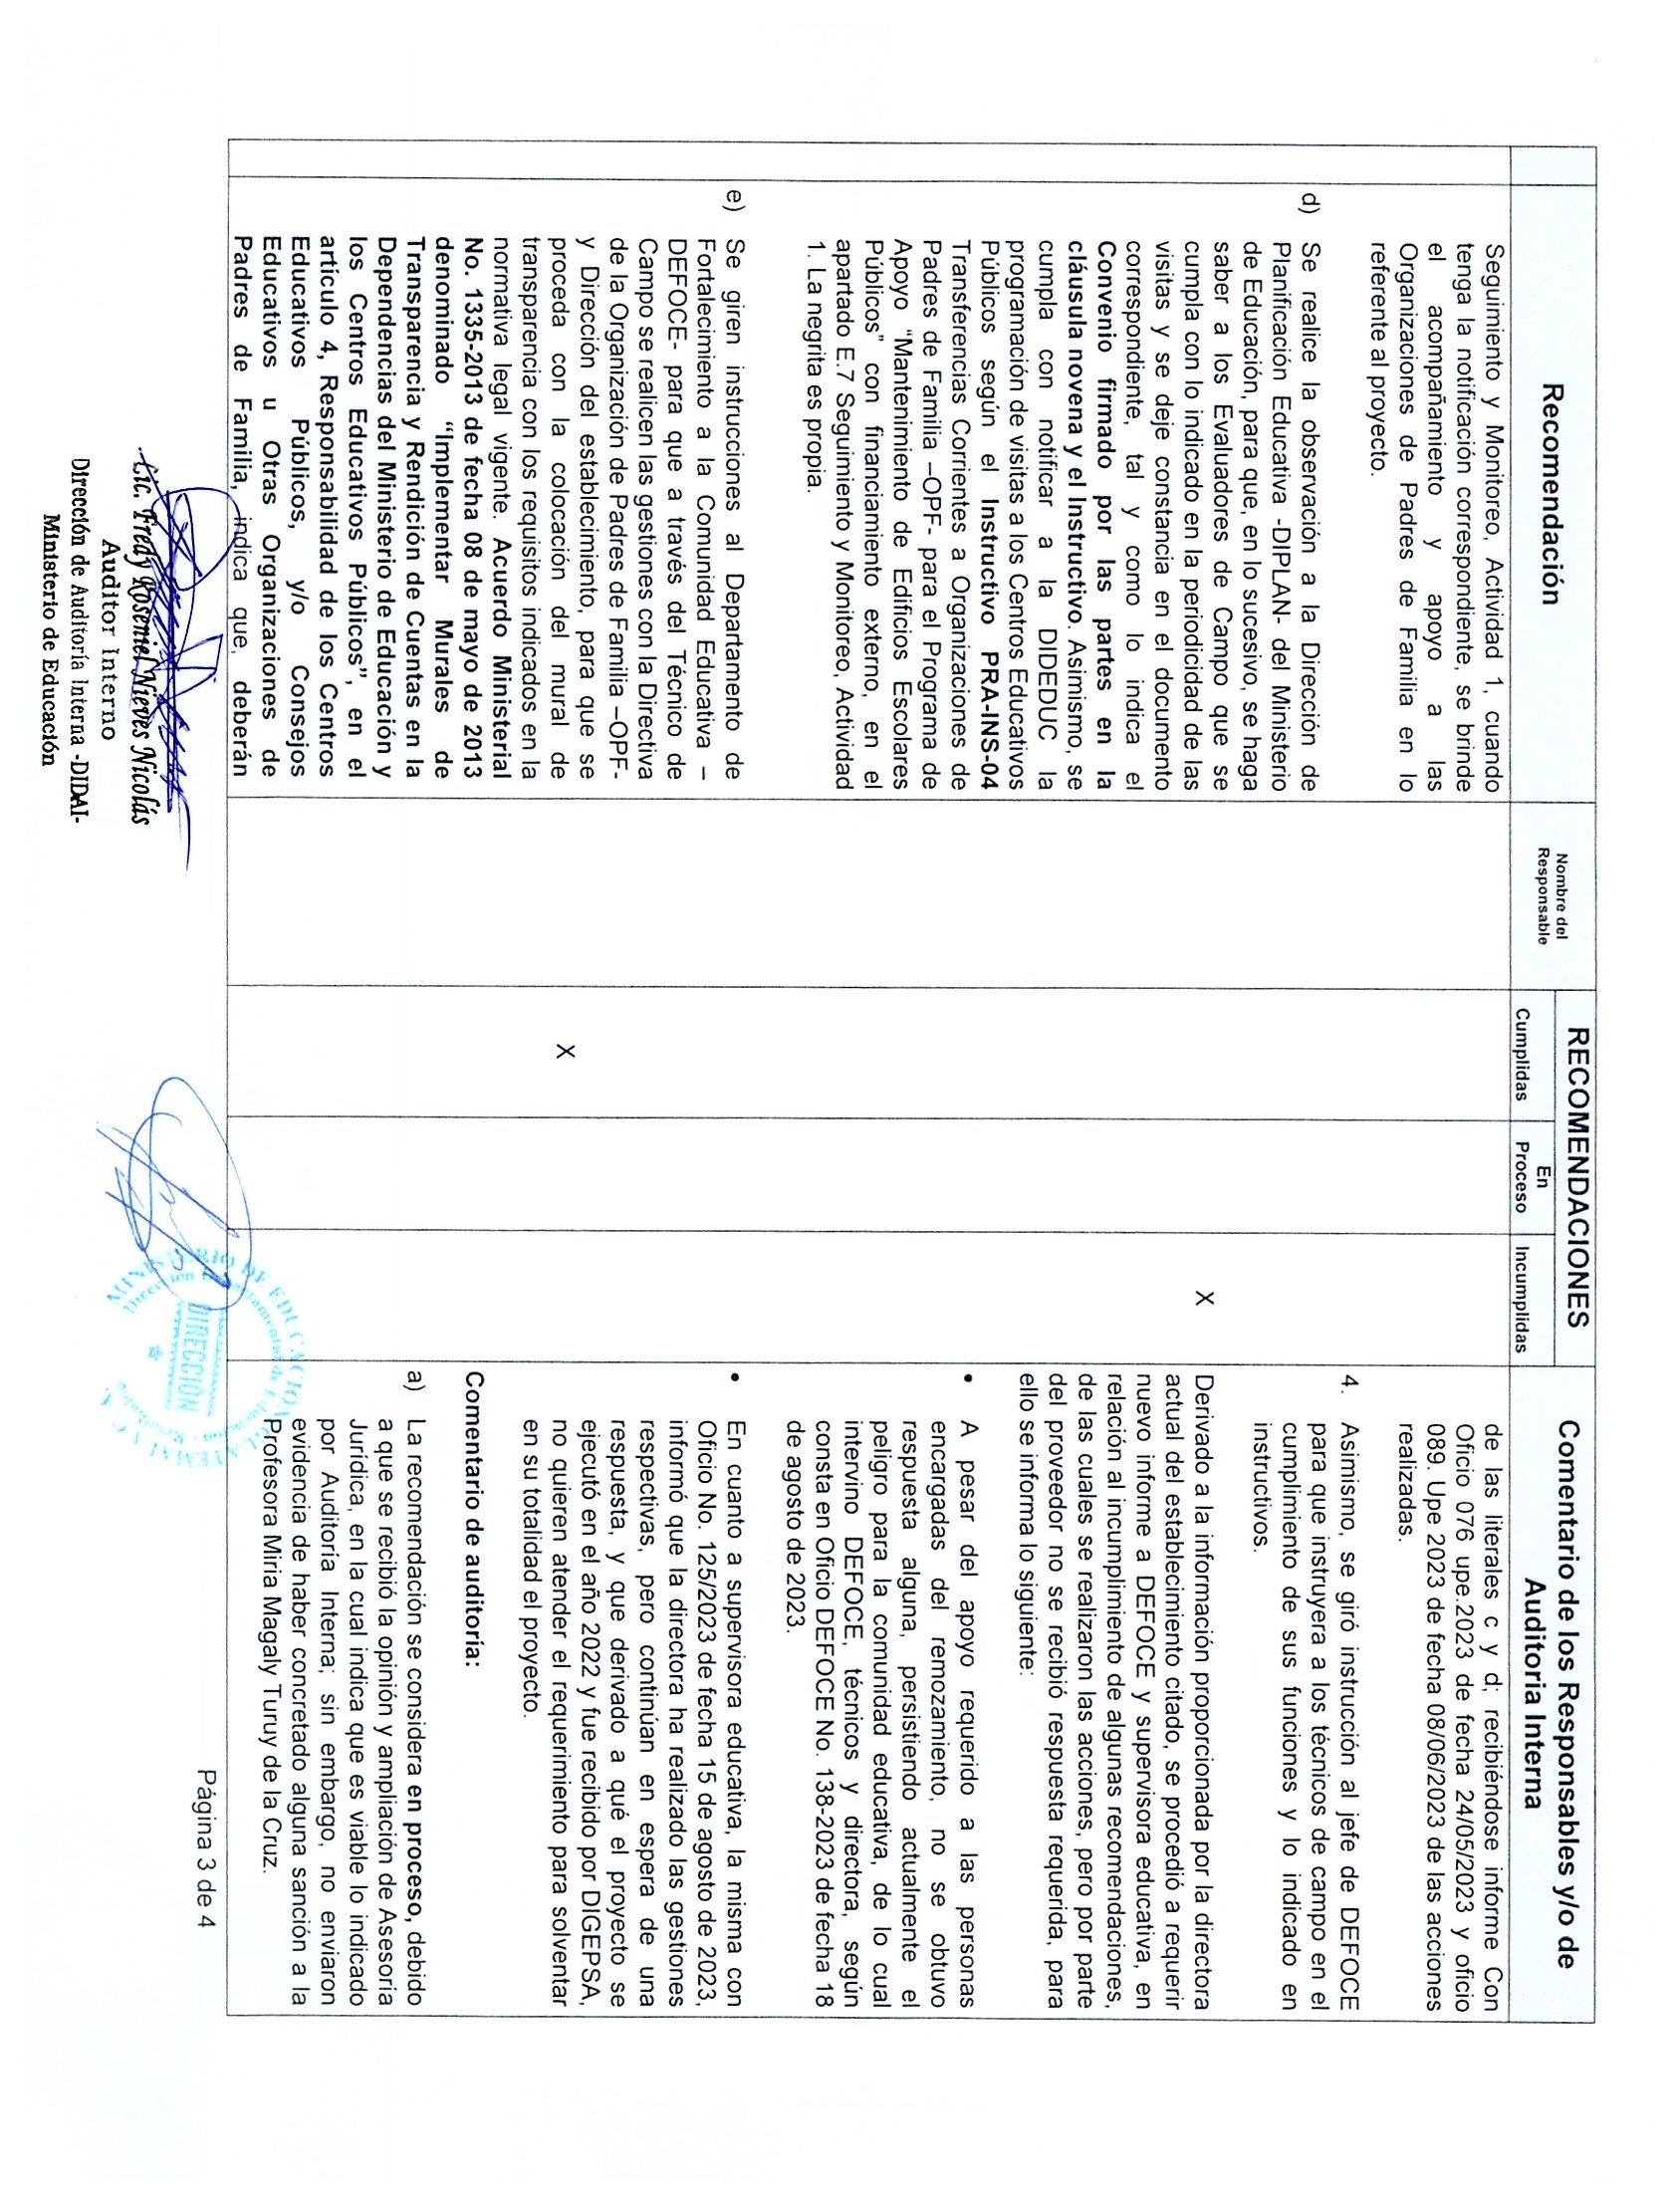 Recomendación
Nombre del
Responsable
RECOMENDACIONES
Cumplidas
En
Proceso
Incumplidas
Comentario de los Responsables y/o de
Auditoria Interna
Seguimiento y Monitoreo, Actividad 1, cuando
tenga la notificación correspondiente, se brinde
el acompañamiento y apoyo a las
Organizaciones de Padres de Familia en lo
referente al proyecto.
d) Se realice la observación a la Dirección de
Planificación Educativa -DIPLAN- del Ministerio
de Educación, para que, en lo sucesivo, se haga
saber a los Evaluadores de Campo que se
cumpla con lo indicado en la periodicidad de las
visitas y se deje constancia en el documento
correspondiente, tal y como lo indica el
Convenio firmado por las partes en la
cláusula novena y el Instructivo. Asimismo, se
cumpla con notificar a la DIDEDUC la
programación de visitas a los Centros Educativos
Públicos según el Instructivo PRA-INS-04
Transferencias Corrientes a Organizaciones de
Padres de Familia –OPF- para el Programa de
Apoyo “Mantenimiento de Edificios Escolares
Públicos” con financiamiento externo, en el
apartado E.7 Seguimiento y Monitoreo, Actividad
1. La negrita es propia.
X
e) Se giren instrucciones al Departamento de
Fortalecimiento a la Comunidad Educativa –
DEFOCE- para que a través del Técnico de
Campo se realicen las gestiones con la Directiva
de la Organización de Padres de Familia –OPF-
y Dirección del establecimiento, para que se
proceda con la colocación del mural de
transparencia con los requisitos indicados en la
normativa legal vigente. Acuerdo Ministerial
No. 1335-2013 de fecha 08 de mayo de 2013
denominado “Implementar Murales de
Transparencia y Rendición de Cuentas en la
Dependencias del Ministerio de Educación y
los Centros Educativos Públicos”, en el
artículo 4, Responsabilidad de los Centros
Educativos Públicos, y/o Consejos
Educativos u Otras Organizaciones de
Padres de Familia, indica que, deberán
X
de las literales c y d; recibiéndose informe Con
Oficio 076 upe.2023 de fecha 24/05/2023 y oficio
089. Upe 2023 de fecha 08/06/2023 de las acciones
realizadas.
4. Asimismo, se giró instrucción al jefe de DEFOCE
para que instruyera a los técnicos de campo en el
cumplimiento de sus funciones y lo indicado en
instructivos.
Derivado a la información proporcionada por la directora
actual del establecimiento citado, se procedió a requerir
nuevo informe a DEFOCE y supervisora educativa, en
relación al incumplimiento de algunas recomendaciones,
de las cuales se realizaron las acciones, pero por parte
del proveedor no se recibió respuesta requerida, para
ello se informa lo siguiente:
• A pesar del apoyo requerido a las personas
encargadas del remozamiento, no se obtuvo
respuesta alguna, persistiendo actualmente el
peligro para la comunidad educativa, de lo cual
intervino DEFOCE, técnicos y directora, según
consta en Oficio DEFOCE No. 138-2023 de fecha 18
de agosto de 2023.
• En cuanto a supervisora educativa, la misma con
Oficio No. 125/2023 de fecha 15 de agosto de 2023,
informó que la directora ha realizado las gestiones
respectivas, pero continúan en espera de una
respuesta, y que derivado a qué el proyecto se
ejecutó en el año 2022 y fue recibido por DIGEPSA,
no quieren atender el requerimiento para solventar
en su totalidad el proyecto.
Comentario de auditoría:
a) La recomendación se considera en proceso, debido
a que se recibió la opinión y ampliación de Asesoría
Jurídica, en la cual indica que es viable lo indicado
por Auditoría Interna; sin embargo, no enviaron
evidencia de haber concretado alguna sanción a la
Profesora Miria Magaly Turuy de la Cruz.
Página 3 de 4
Lic. Fredy Rosemiel Nieves Nicolás
Auditor Interno
Dirección de Auditoría Interna -DIDAI-
Ministerio de Educación
MINISTERIO DE EDUCACION
DIRECCIÓN